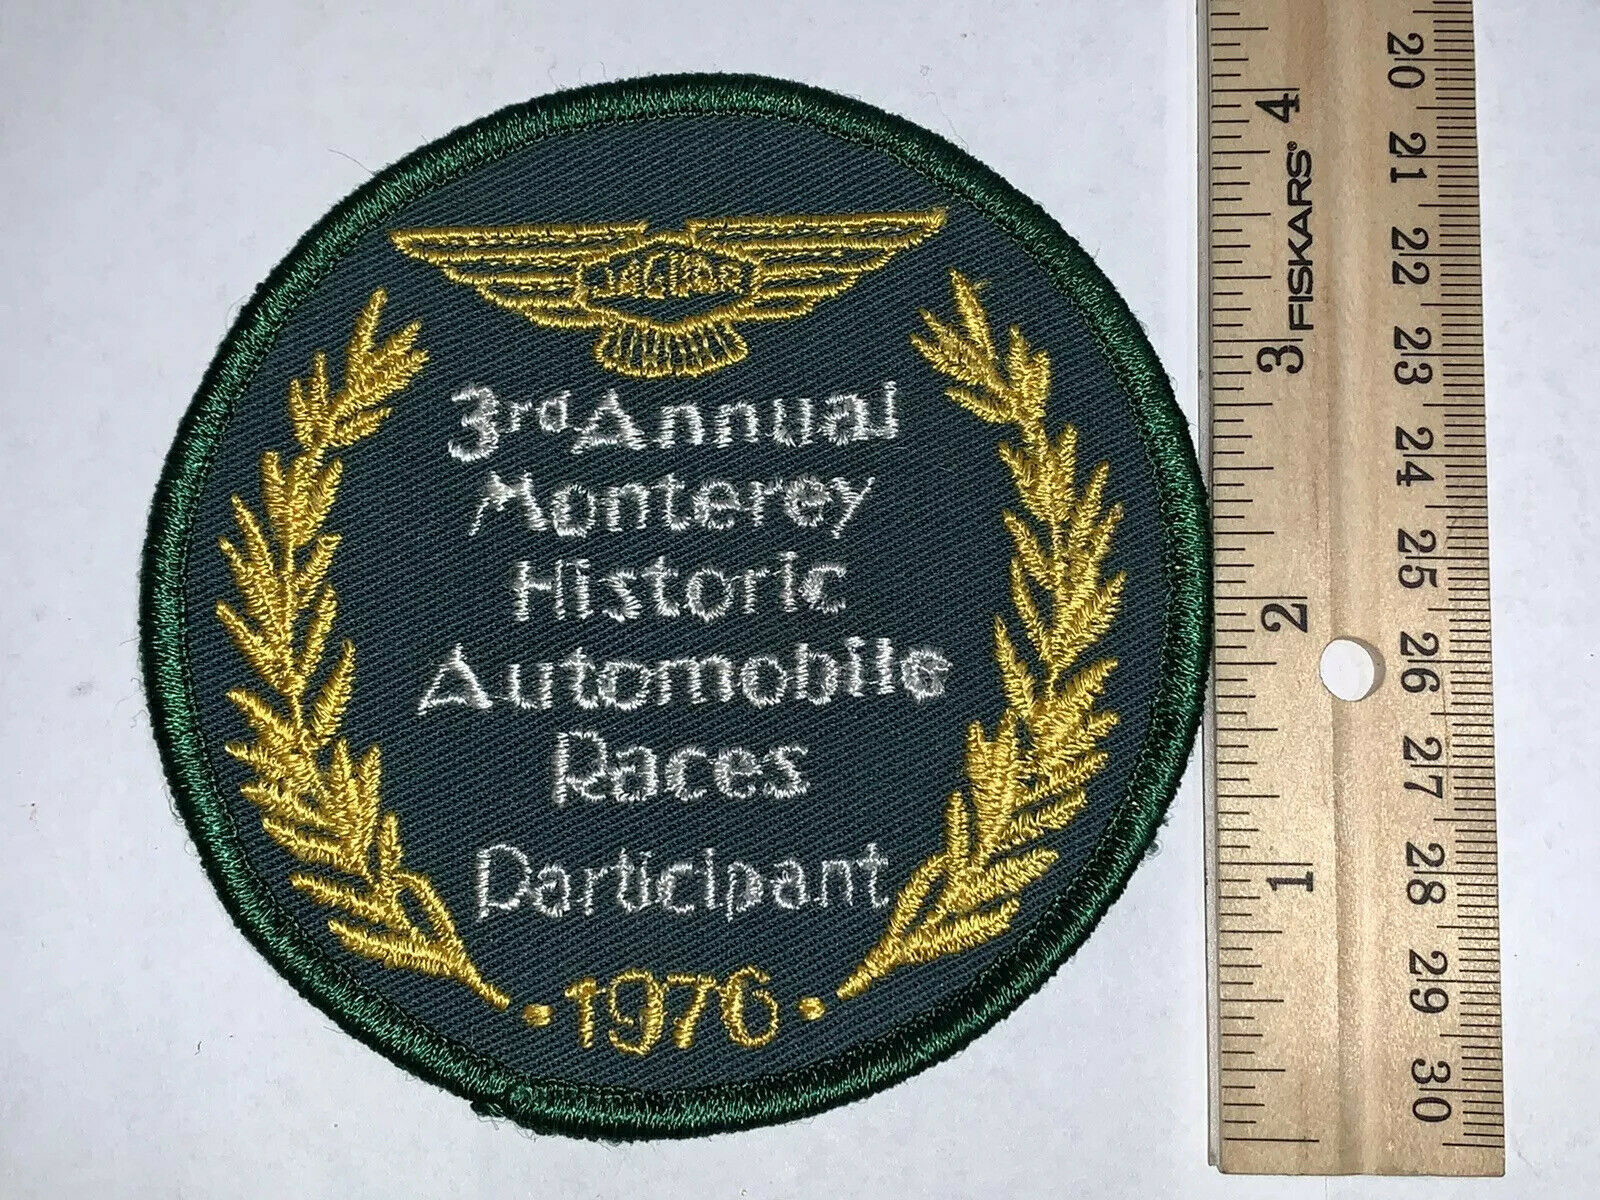 JAGUAR
3rd Annual
Monterey
Historic
Automobile
Races
Participant
·1976·
4 3 2 1
FISKARS®
20 21 22 23 24 25 26 27 28 29 30